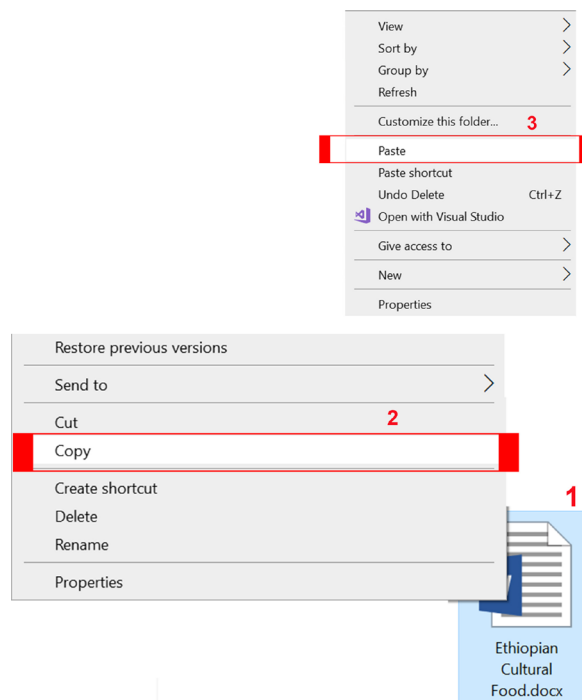 View
Sort by
Group by
Refresh
Customize this folder... 3
Paste
Paste shortcut
Undo Delete Ctrl+Z
Open with Visual Studio
Give access to
New
Properties
Restore previous versions
Send to
Cut
2
Copy
Create shortcut
Delete
Rename
Properties
1
Ethiopian
Cultural
Food.docx